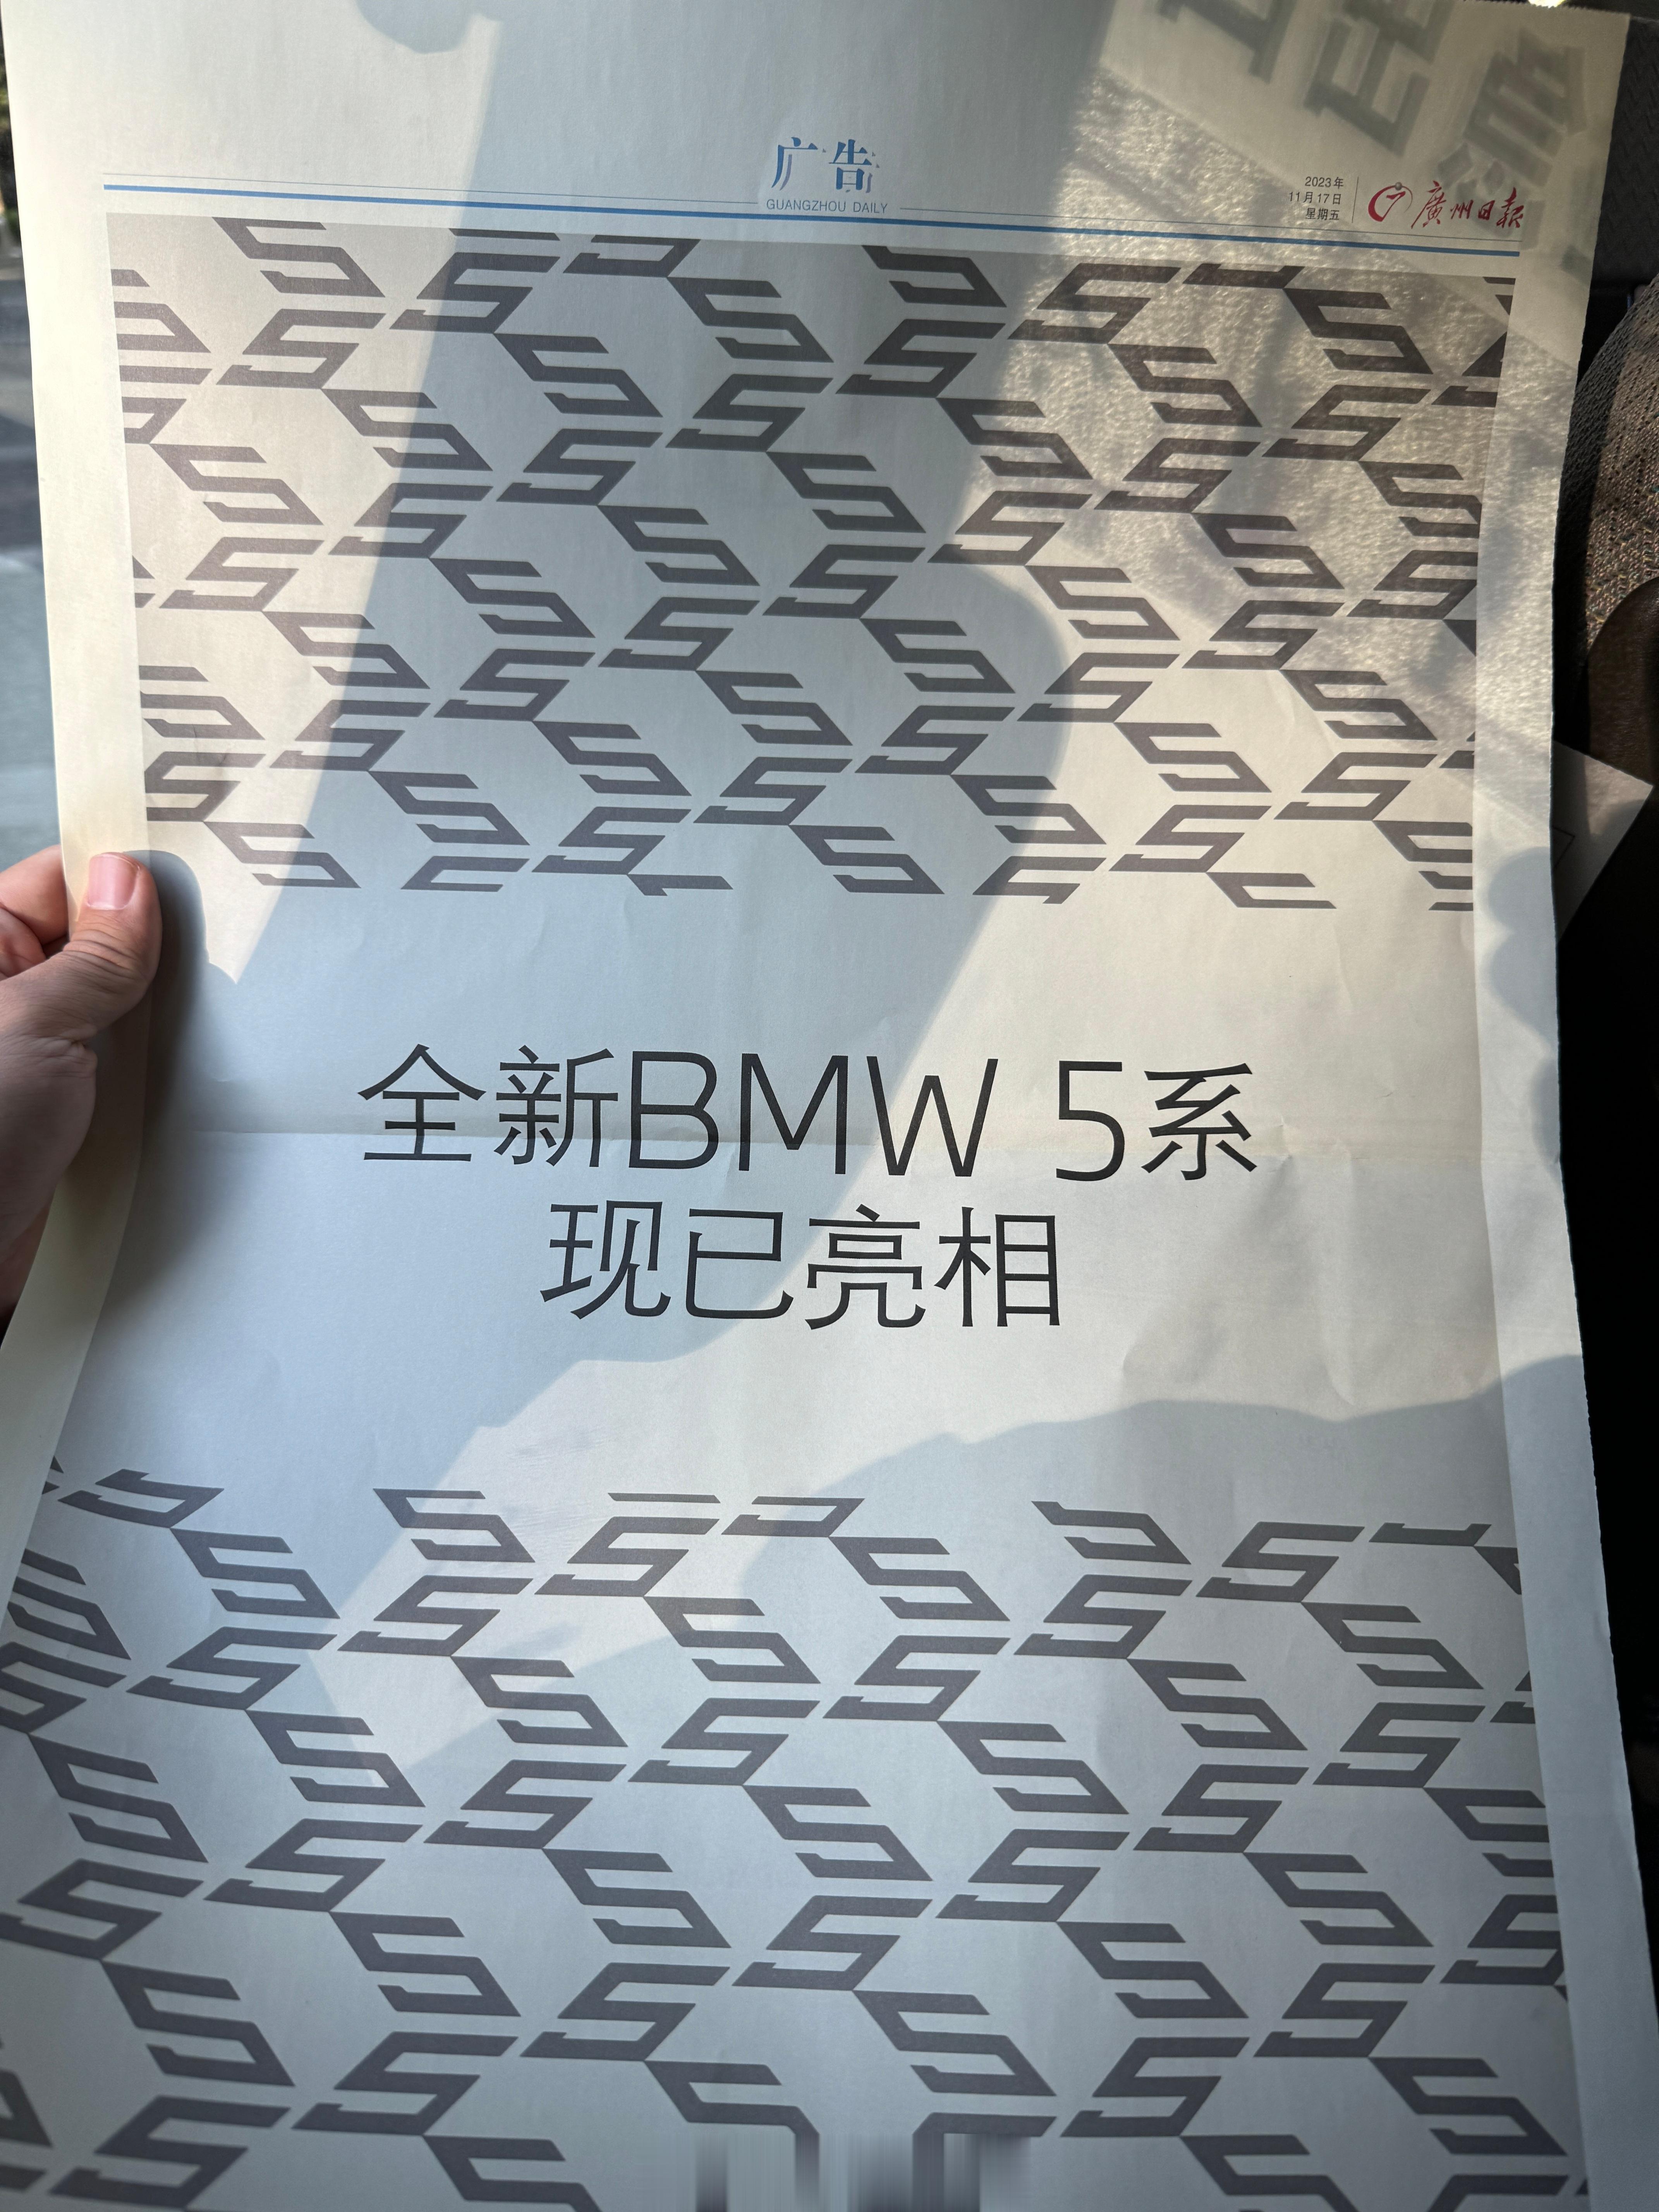 广告
GUANGZHOU DAILY
2023年
11月17日
星期五
廣州日报
全新BMW 5系
现已亮相